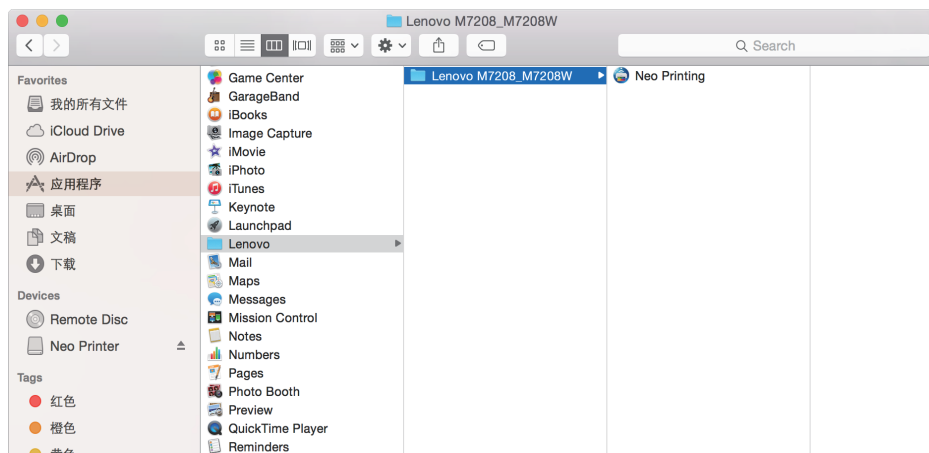 Lenovo M7208_M7208W
Search
Favorites
我的所有文件
iCloud Drive
AirDrop
应用程序
桌面
文稿
下载
Devices
Remote Disc
Neo Printer
Tags
红色
橙色
黄色
Game Center
GarageBand
iBooks
Image Capture
iMovie
iPhoto
iTunes
Keynote
Launchpad
Lenovo
Mail
Maps
Messages
Mission Control
Notes
Numbers
Pages
Photo Booth
Preview
QuickTime Player
Reminders
Lenovo M7208_M7208W
Neo Printing